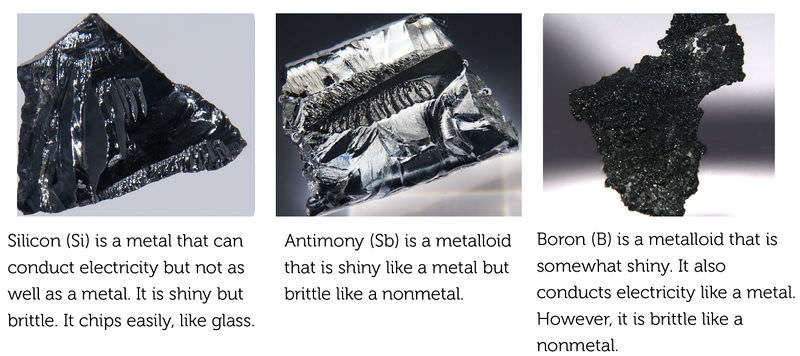 Silicon (Si) is a metal that can
conduct electricity but not as
well as a metal. It is shiny but
brittle. It chips easily, like glass.
Antimony (Sb) is a metalloid
that is shiny like a metal but
brittle like a nonmetal.
Boron (B) is a metalloid that is
somewhat shiny. It also
conducts electricity like a metal.
However, it is brittle like a
nonmetal.